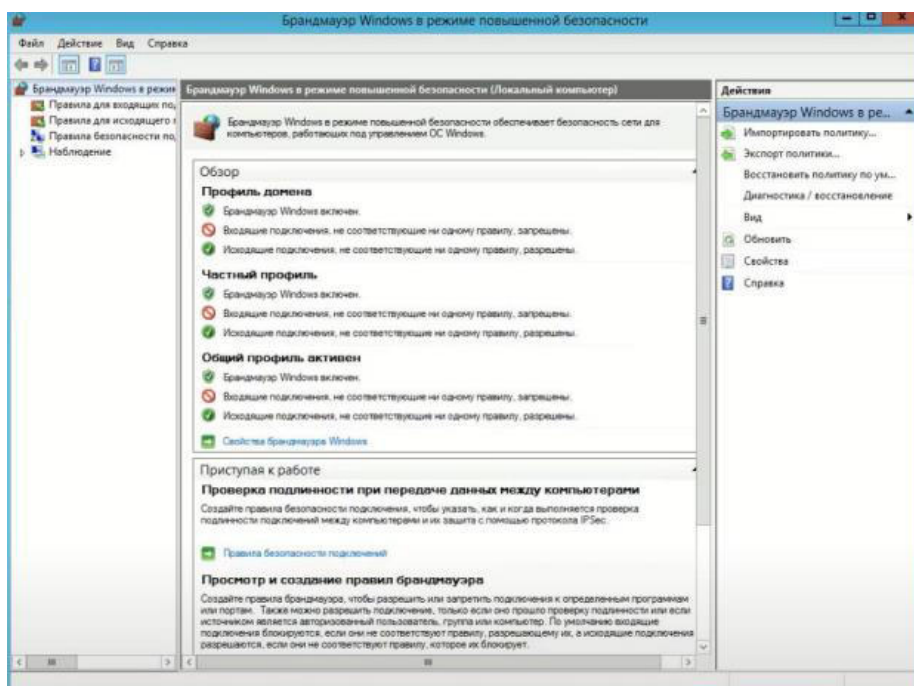 Брандмауэр Windows в режиме повышенной безопасности
Файл Действие Вид Справка
Брандмауэр Windows в режим
Правила для входящих по,
Правила для исходящего п
Правила безопасности по,
Наблюдение
Брандмауэр Windows в режиме повышенной безопасности (Локальный компьютер)
Брандмауэр Windows в режиме повышенной безопасности обеспечивает безопасность сети для
компьютеров, работающих под управлением ОС Windows.
Обзор
Профиль домена
Брандмауэр Windows включен.
Входящие подключения, не соответствующие ни одному правилу, запрещены.
Исходящие подключения, не соответствующие ни одному правилу, разрешены.
Частный профиль
Брандмауэр Windows включен.
Входящие подключения, не соответствующие ни одному правилу, запрещены.
Исходящие подключения, не соответствующие ни одному правилу, разрешены.
Общий профиль активен
Брандмауэр Windows включен.
Входящие подключения, не соответствующие ни одному правилу, запрещены.
Исходящие подключения, не соответствующие ни одному правилу, разрешены.
Свойства брандмауэра Windows
Приступая к работе
Проверка подлинности при передаче данных между компьютерами
Создайте правила безопасности подключения, чтобы указать, как и когда выполняется проверка
подлинности подключений между компьютерами и их защита с помощью протокола IPSec.
Правила безопасности подключений
Просмотр и создание правил брандмауэра
Создайте правила брандмауэра, чтобы разрешить или запретить подключения к определенным программам
или портам. Также можно разрешить подключение, только если оно прошло проверку подлинности или если
источником является авторизованный пользователь, группа или компьютер. По умолчанию входящие
подключения блокируются, если они не соответствуют правилу, разрешающему их, а исходящие подключения
разрешаются, если они не соответствуют правилу, которое их блокирует.
Действия
Брандмауэр Windows в ре...
Импортировать политику...
Экспорт политики...
Восстановить политику по ум...
Диагностика / восстановление
Вид
Обновить
Свойства
Справка